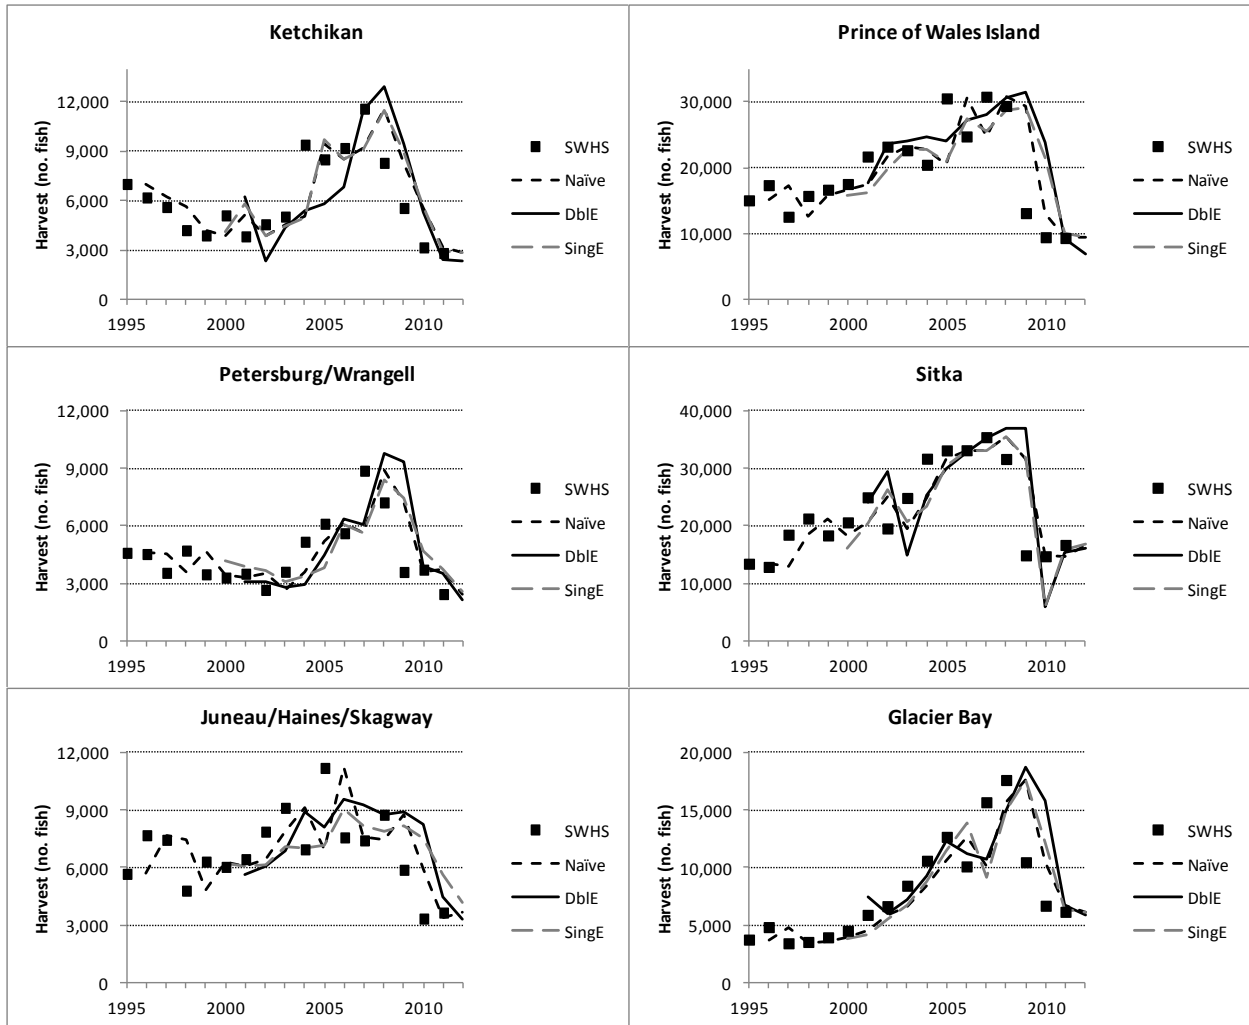 Ketchikan
Harvest (no. fish)
12,000
9,000
6,000
3,000
0
1995 2000 2005 2010
SWHS
Naïve
DblE
SingE
Prince of Wales Island
Harvest (no. fish)
30,000
20,000
10,000
0
1995 2000 2005 2010
SWHS
Naïve
DblE
SingE
Petersburg/Wrangell
Harvest (no. fish)
12,000
9,000
6,000
3,000
0
1995 2000 2005 2010
SWHS
Naïve
DblE
SingE
Sitka
Harvest (no. fish)
40,000
30,000
20,000
10,000
0
1995 2000 2005 2010
SWHS
Naïve
DblE
SingE
Juneau/Haines/Skagway
Harvest (no. fish)
12,000
9,000
6,000
3,000
0
1995 2000 2005 2010
SWHS
Naïve
DblE
SingE
Glacier Bay
Harvest (no. fish)
20,000
15,000
10,000
5,000
0
1995 2000 2005 2010
SWHS
Naïve
DblE
SingE